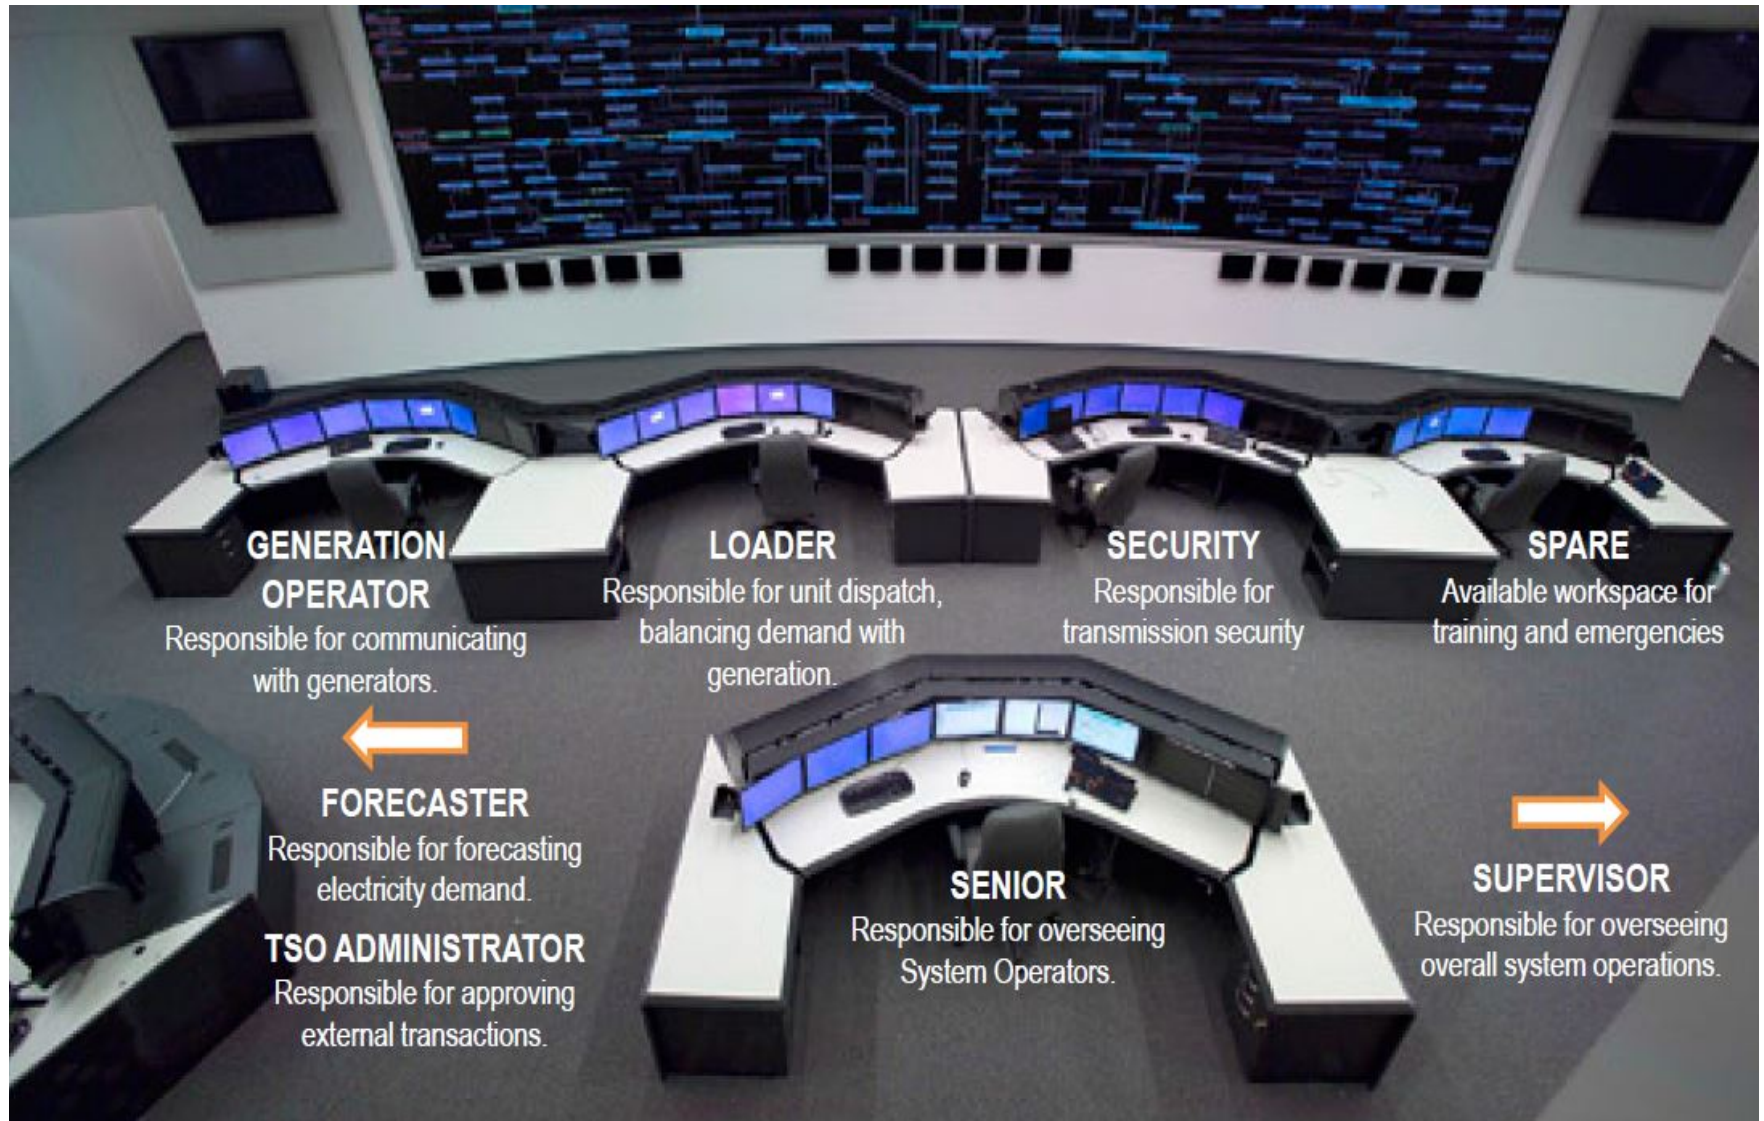 GENERATION
OPERATOR
Responsible for communicating
with generators.
LOADER
Responsible for unit dispatch,
balancing demand with
generation.
SECURITY
Responsible for
transmission security
SPARE
Available workspace for
training and emergencies
FORECASTER
Responsible for forecasting
electricity demand.
TSO ADMINISTRATOR
Responsible for approving
external transactions.
SENIOR
Responsible for overseeing
System Operators.
SUPERVISOR
Responsible for overseeing
overall system operations.